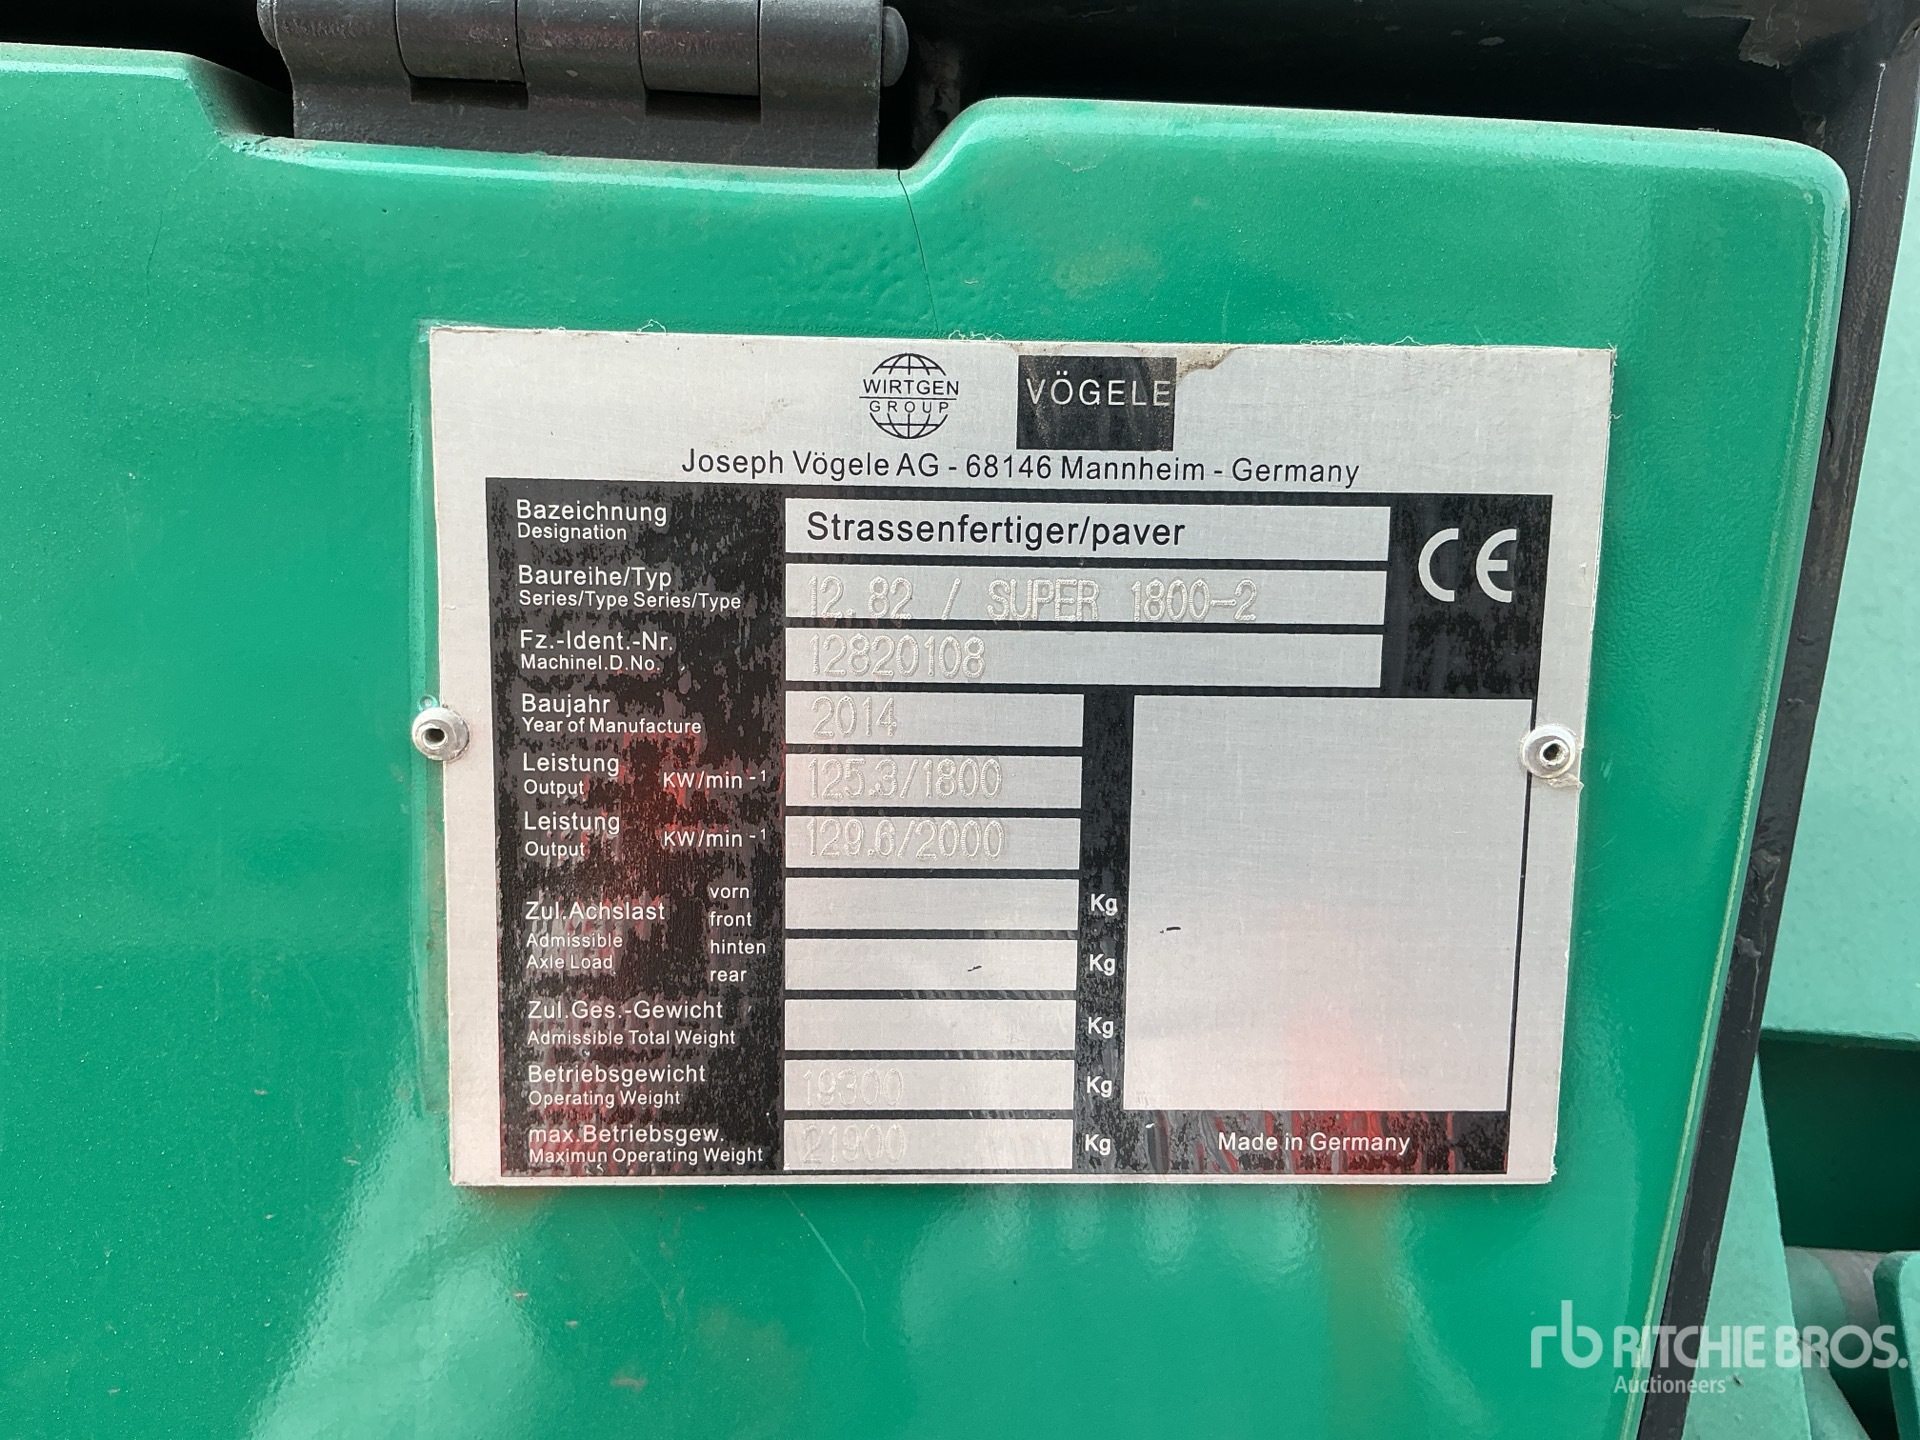 WIRTGEN
GROUP
VÖGELE
Joseph Vögele AG - 68146 Mannheim - Germany
Bazeichnung
Designation
Strassenfertiger/paver
CE
Baureihe/Typ
Series/Type Series/Type
12.82 / SUPER 1800-2
Fz.-Ident.-Nr.
MachineI.D.No.
12820108
Baujahr
Year of Manufacture
2014
Leistung
Output
KW/min -1
125.3/1800
Leistung
Output
KW/min -1
129.6/2000
Zul.Achslast
Admissible
Axle Load
vorn
front
Kg
hinten
rear
Kg
Zul.Ges.-Gewicht
Admissible Total Weight
Kg
Betriebsgewicht
Operating Weight
19300
Kg
max.Betriebsgew.
Maximun Operating Weight
21900
Kg
Made in Germany
rb RITCHIE BROS.
Auctioneers